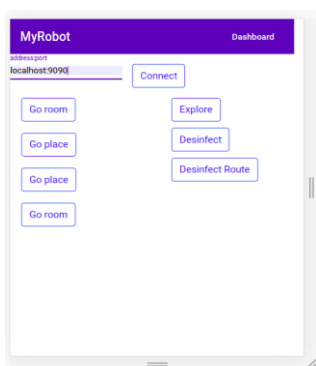 MyRobot
Dashboard
address:port
localhost:9090
Connect
Go room
Explore
Go place
Desinfect
Go place
Desinfect Route
Go room